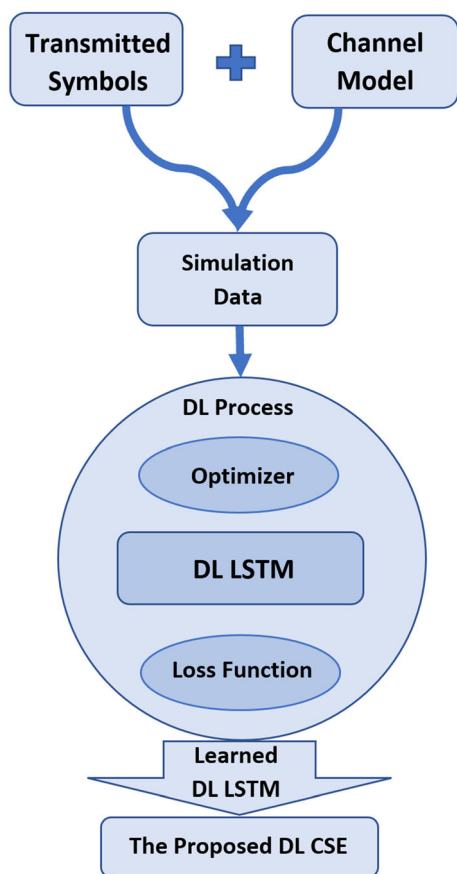 Transmitted
Symbols
Channel
Model
Simulation
Data
DL Process
Optimizer
DL LSTM
Loss Function
Learned
DL LSTM
The Proposed DL CSE